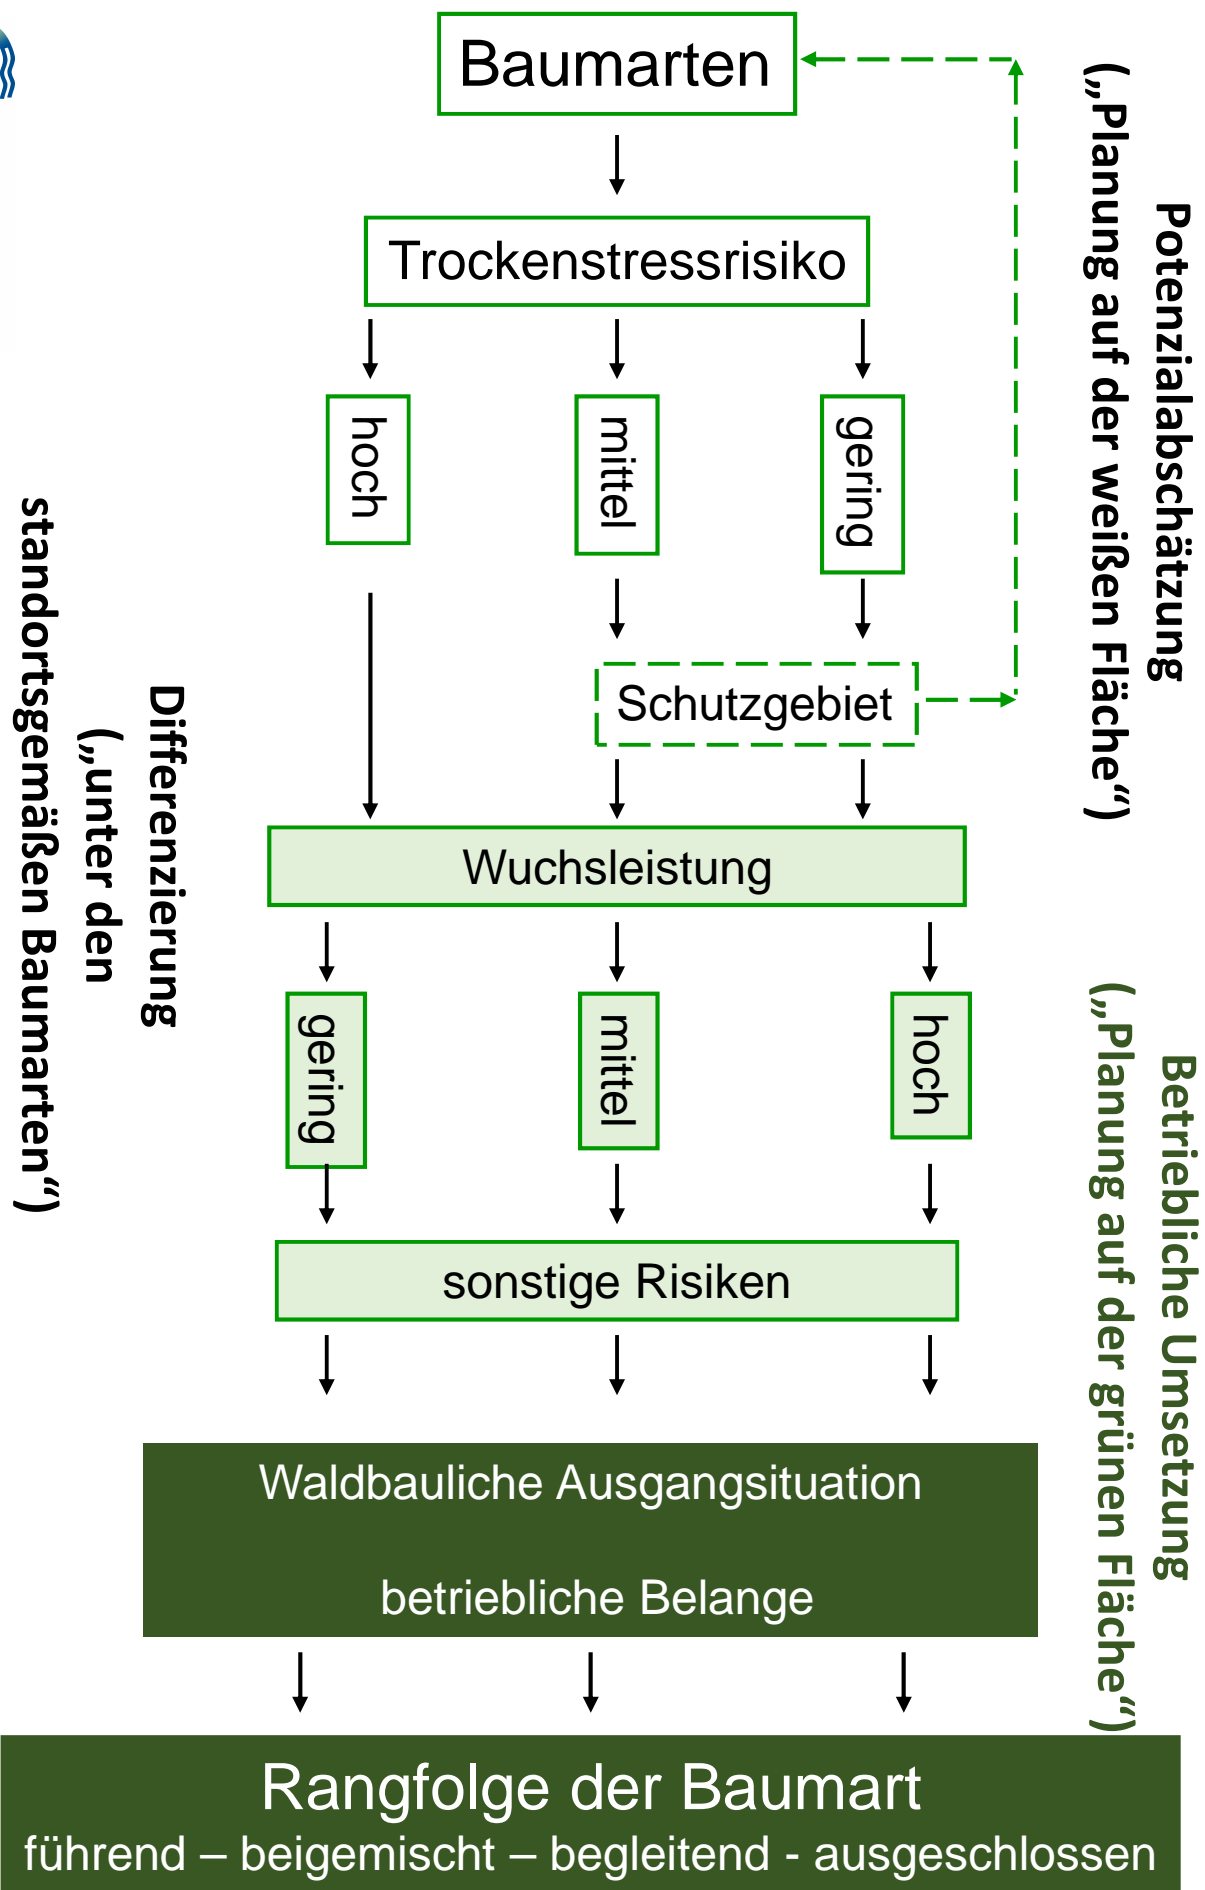 Baumarten
Trockenstressrisiko
hoch
mittel
gering
Schutzgebiet
Wuchsleistung
gering
mittel
hoch
sonstige Risiken
Waldbauliche Ausgangsituation
betriebliche Belange
Rangfolge der Baumart
führend – beigemischt – begleitend - ausgeschlossen
Potenzialabschätzung
(„Planung auf der weißen Fläche“)
Differenzierung
(„unter den
standortsgemäßen Baumarten“)
Betriebliche Umsetzung
(„Planung auf der grünen Fläche“)